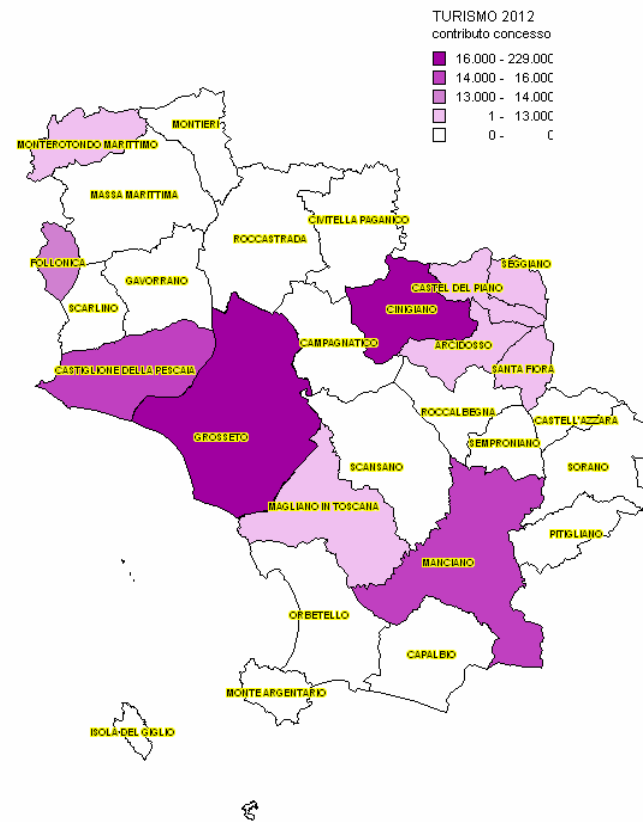 TURISMO 2012
contributo concesso
16.000 - 229.000
14.000 - 16.000
13.000 - 14.000
1 - 13.000
0 - 0
MONTIERI
MONTEROTONDO MARITTIMO
MASSA MARITTIMA
CIVITELLA PAGANICO
ROCCASTRADA
FOLLONICA
SEGGIANO
GAVORRANO
CASTEL DEL PIANO
SCARLINO
CINIGIANO
CAMPAGNATICO
ARCIDOSSO
CASTIGLIONE DELLA PESCAIA
SANTA FIORA
ROCCALBEGNA
CASTELL'AZZARA
GROSSETO
SEMPRONIANO
SCANSANO
SORANO
MAGLIANO IN TOSCANA
PITIGLIANO
MANCIANO
ORBETELLO
CAPALBIO
MONTE ARGENTARIO
ISOLA DEL GIGLIO